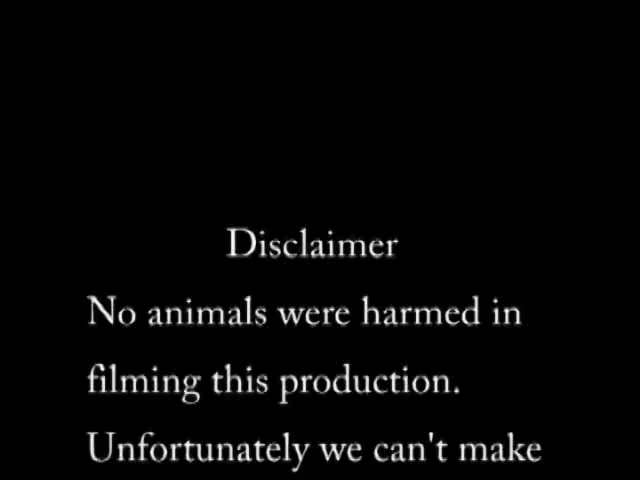 Disclaimer
No animals were harmed in
filming this production.
Unfortunately we can't make